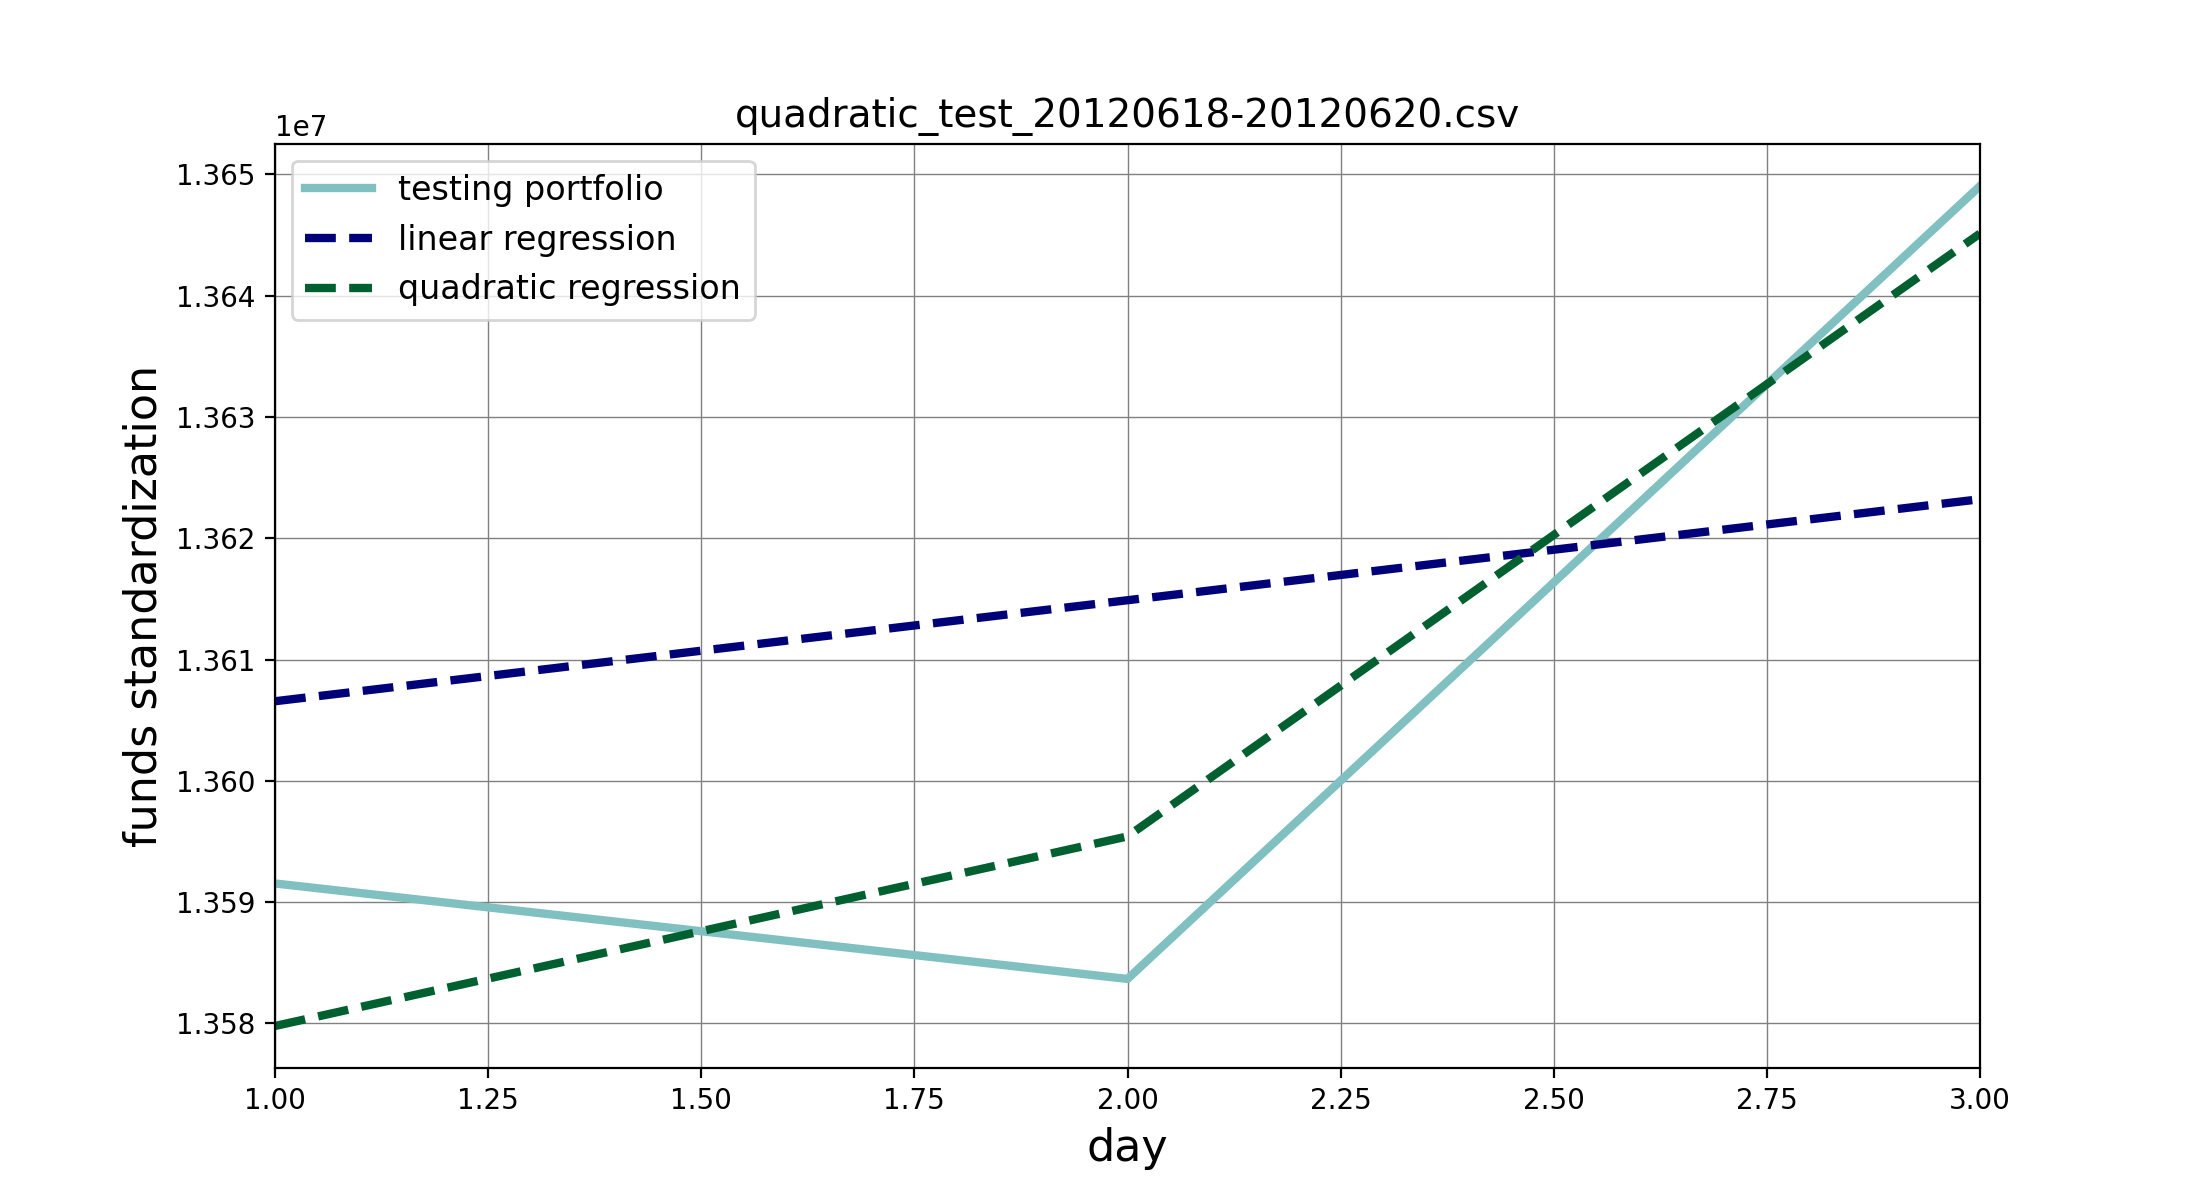 quadratic_test_20120618-20120620.csv
1e7
testing portfolio
linear regression
quadratic regression
1.365
1.364
1.363
1.362
1.361
1.360
1.359
1.358
funds standardization
1.00 1.25 1.50 1.75 2.00 2.25 2.50 2.75 3.00
day